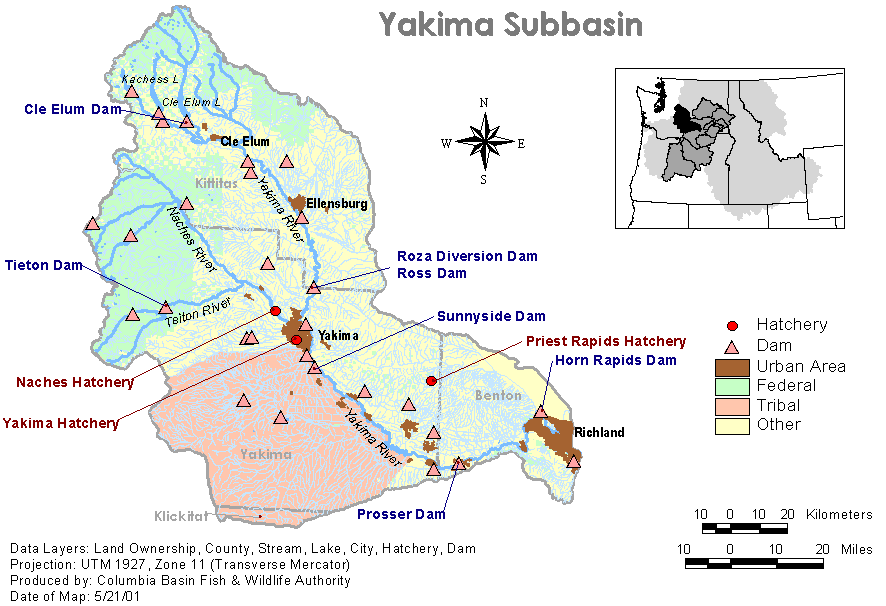 Yakima Subbasin
Kachess L
Cle Elum L
Cle Elum Dam
Cle Elum
N
W
E
S
Kittitas
Yakima River
Ellensburg
Naches River
Roza Diversion Dam
Ross Dam
Tieton Dam
Teiton River
Sunnyside Dam
Yakima
Priest Rapids Hatchery
Horn Rapids Dam
Naches Hatchery
Benton
Yakima Hatchery
Yakima River
Richland
Yakima
Prosser Dam
Klickitat
Hatchery
Dam
Urban Area
Federal
Tribal
Other
10 0 10 20 Kilometers
10 0 10 20 Miles
Data Layers: Land Ownership, County, Stream, Lake, City, Hatchery, Dam
Projection: UTM 1927, Zone 11 (Transverse Mercator)
Produced by: Columbia Basin Fish & Wildlife Authority
Date of Map: 5/21/01